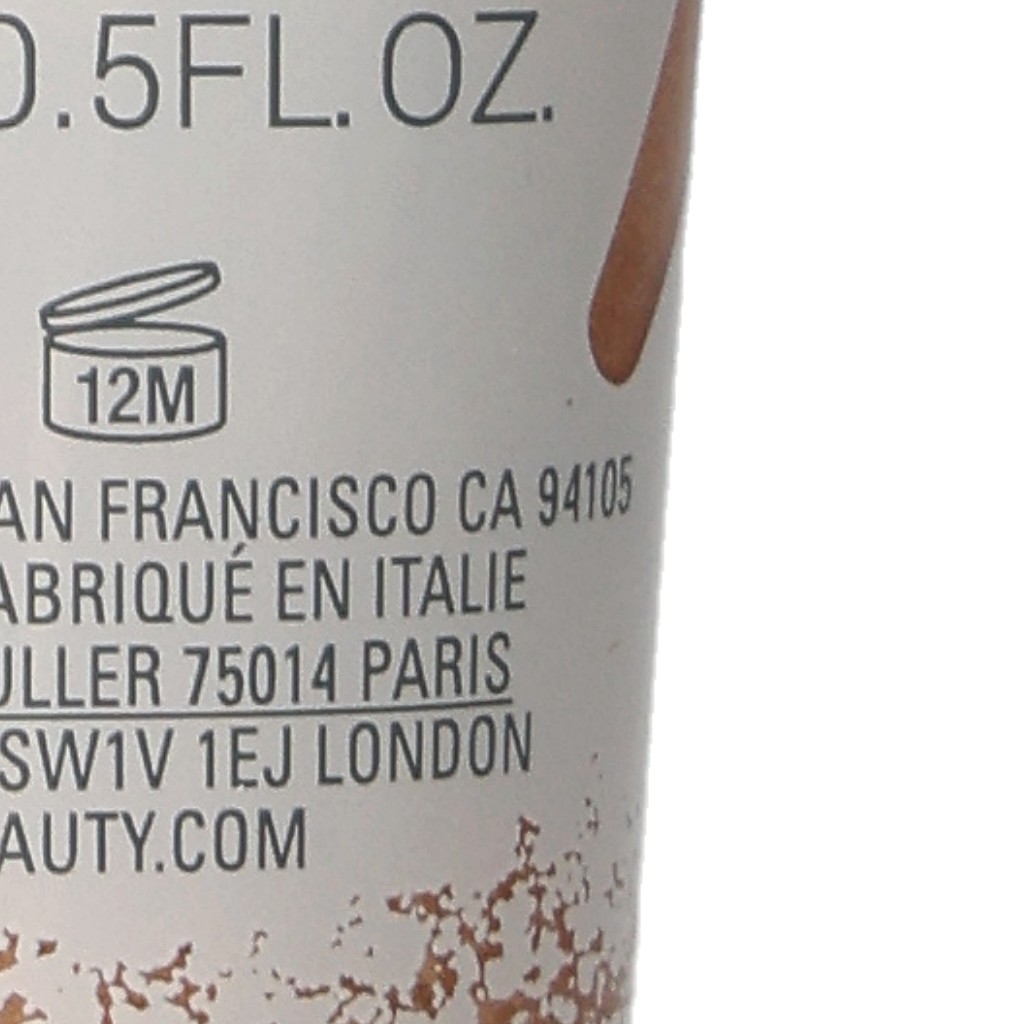 0.5FL. OZ.
12M
AN FRANCISCO CA 94105
ABRIQUÉ EN ITALIE
ULLER 75014 PARIS
SW1V 1EJ LONDON
AUTY.COM